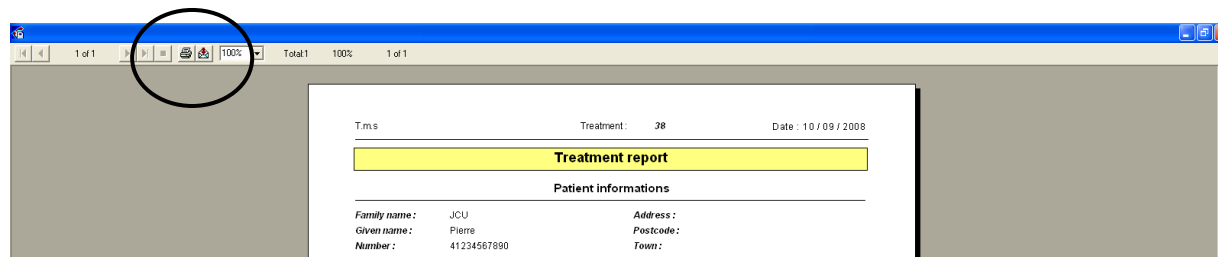 1 of 1 100% Total:1 100% 1 of 1
T.m.s Treatment : 38 Date : 10 / 09 / 2008
Treatment report
Patient informations
Family name : JCU Address :
Given name : Pierre Postcode :
Number : 41234567890 Town :